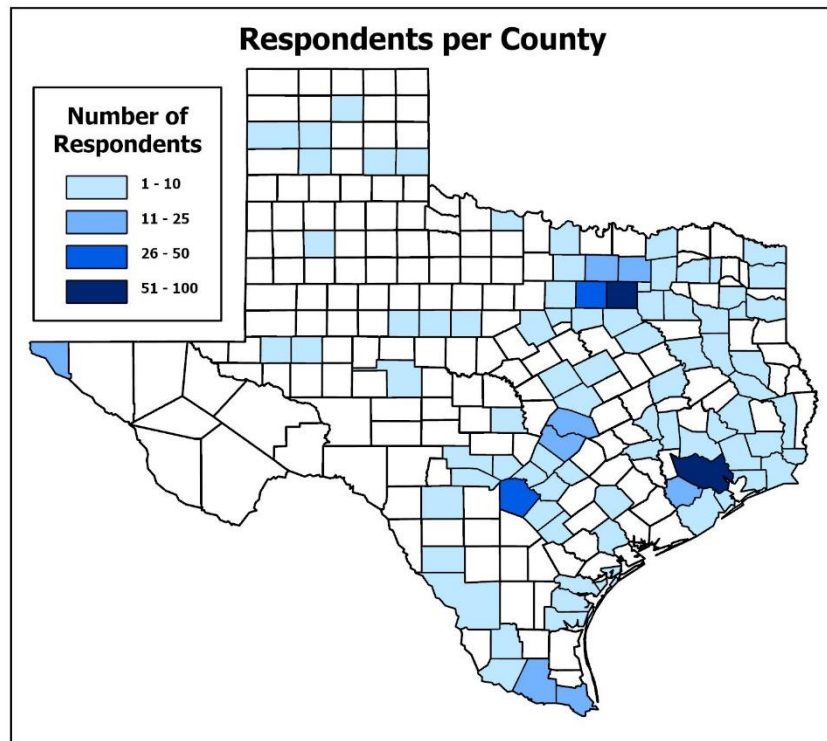 Respondents per County
Number of
Respondents
1 - 10
11 - 25
26 - 50
51 - 100